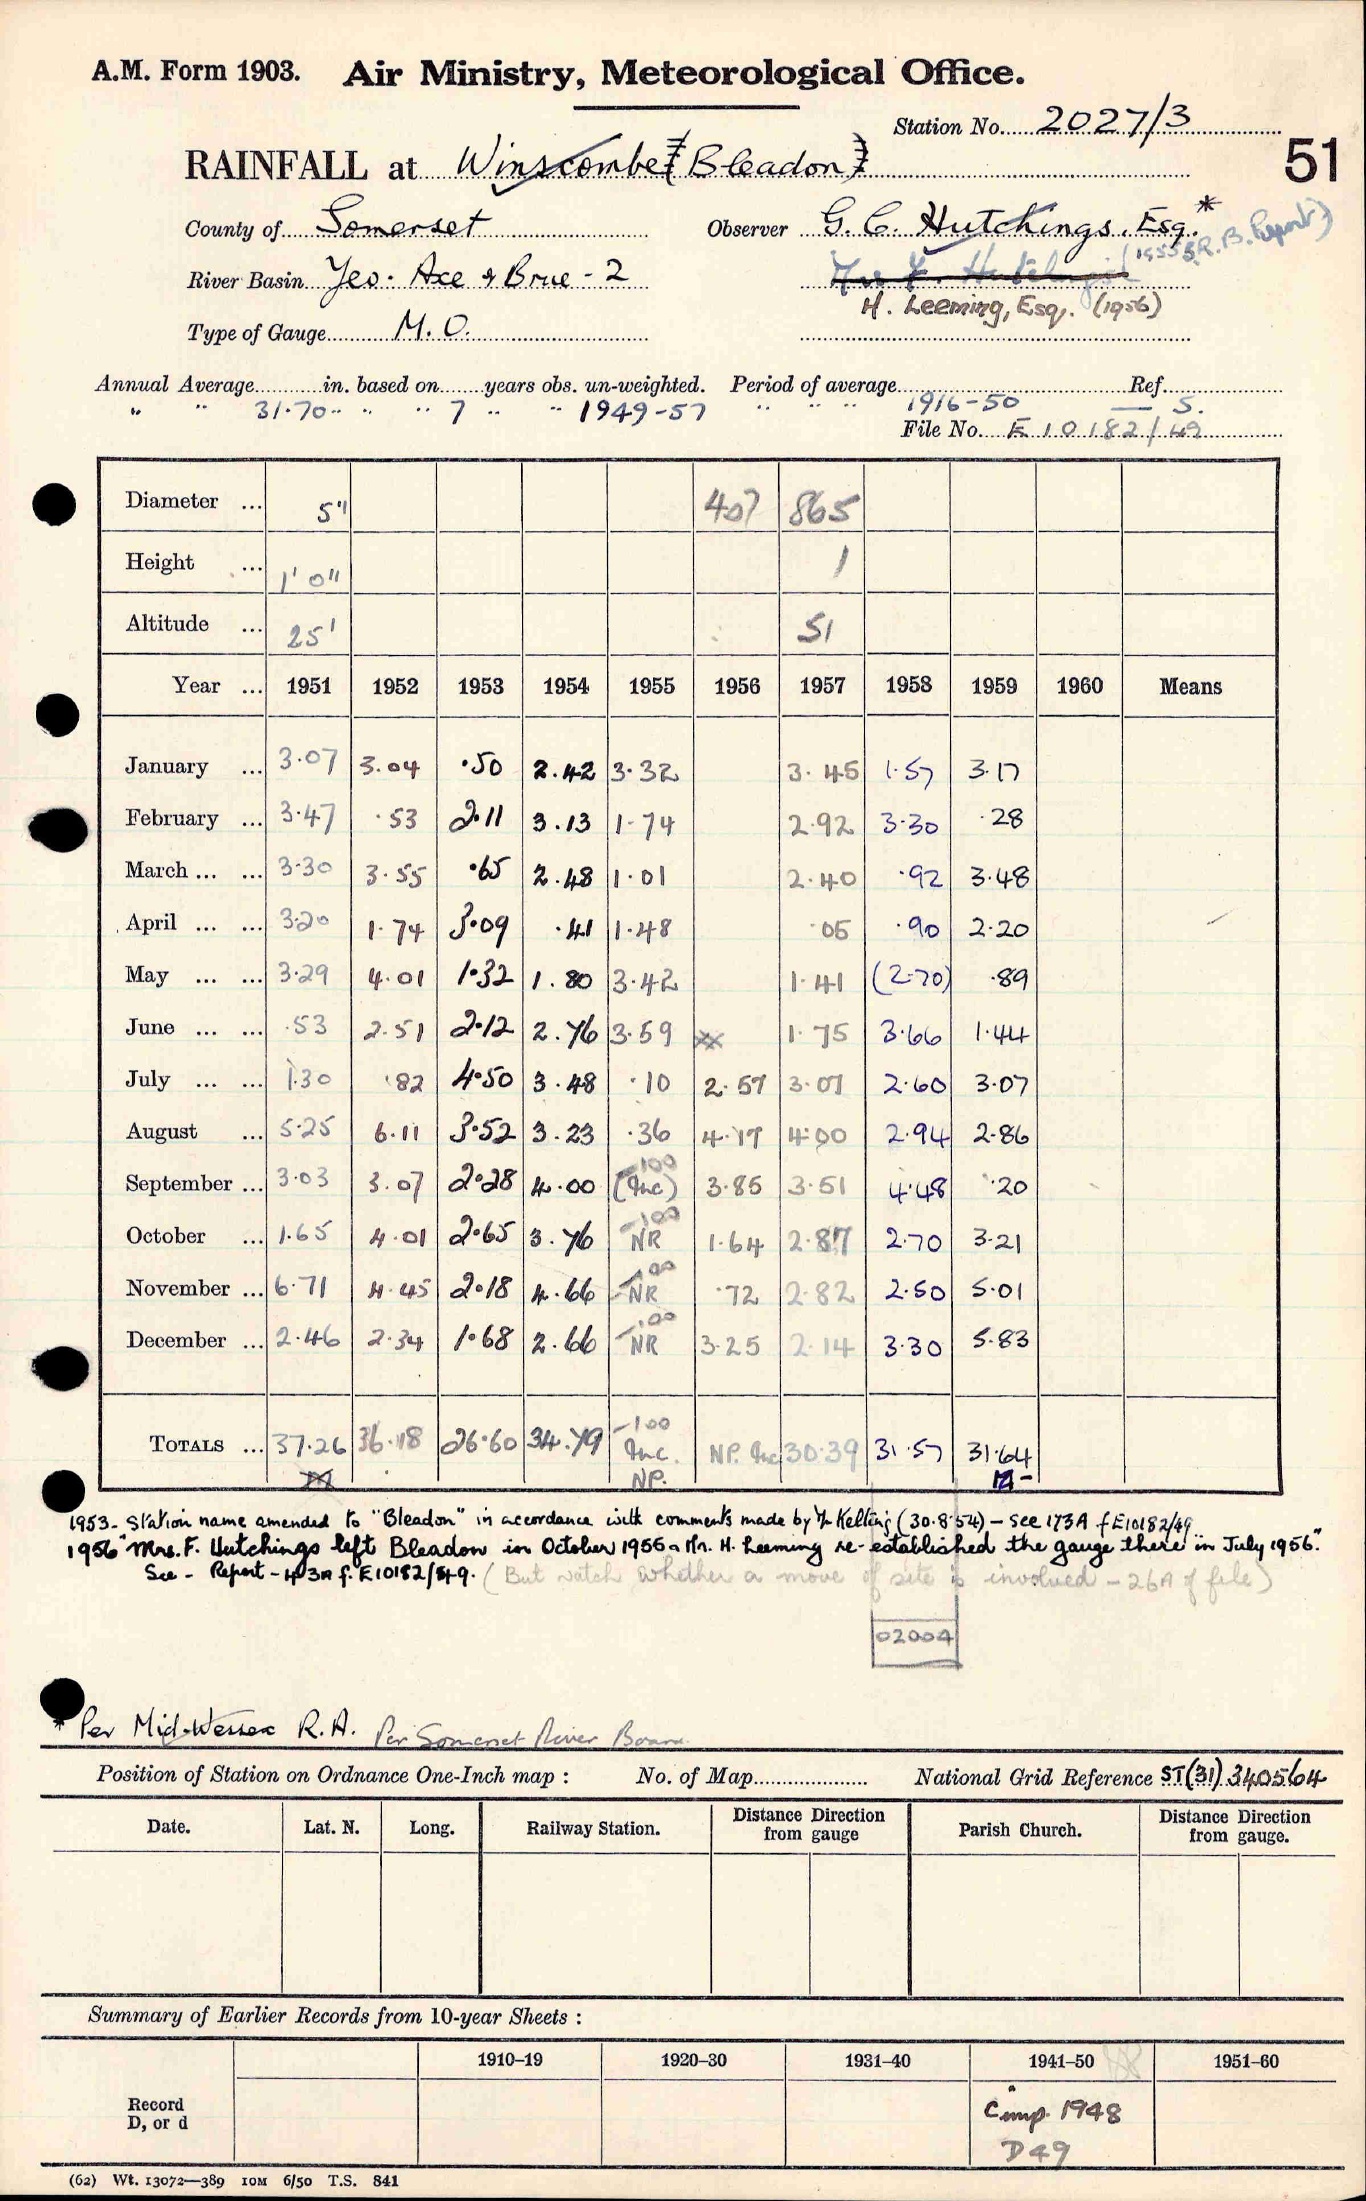 A.M. Form 1903. Air Ministry, Meteorological Office.
Station No. 2027/3
51
RAINFALL at Winscombe (Bleadon)
County of Somerset Observer G. C. Hutchings, Esq.*
(1955 S.R.B. Report)
River Basin Yeo. Axe & Brue - 2
H. Leeming, Esq. (1956)
Type of Gauge M.O.
Annual Average in. based on years obs. un-weighted. Period of average Ref.
" " 31.70 " " " 7 " " 1949-57 " " " 1916-50 — S.
File No. E 10182/49
Diameter ... 5" 407 865
Height ... 1' 0" 1
Altitude ... 25' 51
Year ... 1951 1952 1953 1954 1955 1956 1957 1958 1959 1960 Means
January ... 3.07 3.04 .50 2.42 3.32 3.45 1.57 3.17
February ... 3.47 .53 2.11 3.13 1.74 2.92 3.30 .28
March ... ... 3.30 3.55 .65 2.48 1.01 2.40 .92 3.48
April ... ... 3.20 1.74 3.09 .41 1.48 .05 .90 2.20
May ... ... 3.29 4.01 1.32 1.80 3.42 1.41 (2.70) .89
June ... ... .53 2.51 2.12 2.76 3.59 xx 1.75 3.66 1.44
July ... ... 1.30 .82 4.50 3.48 .10 2.57 3.07 2.60 3.07
August ... 5.25 6.11 3.52 3.23 .36 4.17 4.00 2.94 2.86
September ... 3.03 3.07 2.28 4.00 -100 (Inc) 3.85 3.51 4.48 .20
October ... 1.65 4.01 2.65 3.76 -100 NR 1.64 2.87 2.70 3.21
November ... 6.71 4.45 2.18 4.66 -100 NR .72 2.82 2.50 5.01
December ... 2.46 2.34 1.68 2.66 -100 NR 3.25 2.14 3.30 5.83
TOTALS ... 37.26 36.18 26.60 34.79 -100 Inc. NP. NP. Inc 30.39 31.57 31.64
1953 - Station name amended to "Bleadon" in accordance with comments made by Mr Kelting (30.8.54) - see 173A f E10182/49
1956 "Mrs. F. Hutchings left Bleadon in October 1955 & Mr. H. Leeming re-established the gauge there in July 1956."
See - Report - 43A f. E10182/49. (But watch whether a move of site is involved - 26A of file)
02004
* Per Mid-Wessex R.A. Per Somerset River Board
Position of Station on Ordnance One-Inch map : No. of Map National Grid Reference ST(31) 340564
Date. Lat. N. Long. Railway Station. Distance Direction from gauge Parish Church. Distance Direction from gauge.
Summary of Earlier Records from 10-year Sheets :
1910–19 1920–30 1931–40 1941–50 1951–60
Record
D, or d
Comp. 1948
D49
(62) Wt. 13072—389 10M 6/50 T.S. 841